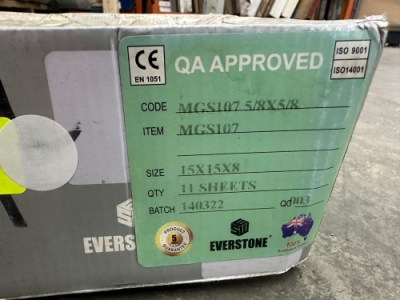 CE
EN 1051
QA APPROVED
ISO 9001
ISO14001
CODE MGS107 5/8X5/8
ITEM MGS107
SIZE 15X15X8
QTY 11 SHEETS
BATCH 140322
EVERSTONE
EVERSTONE
5